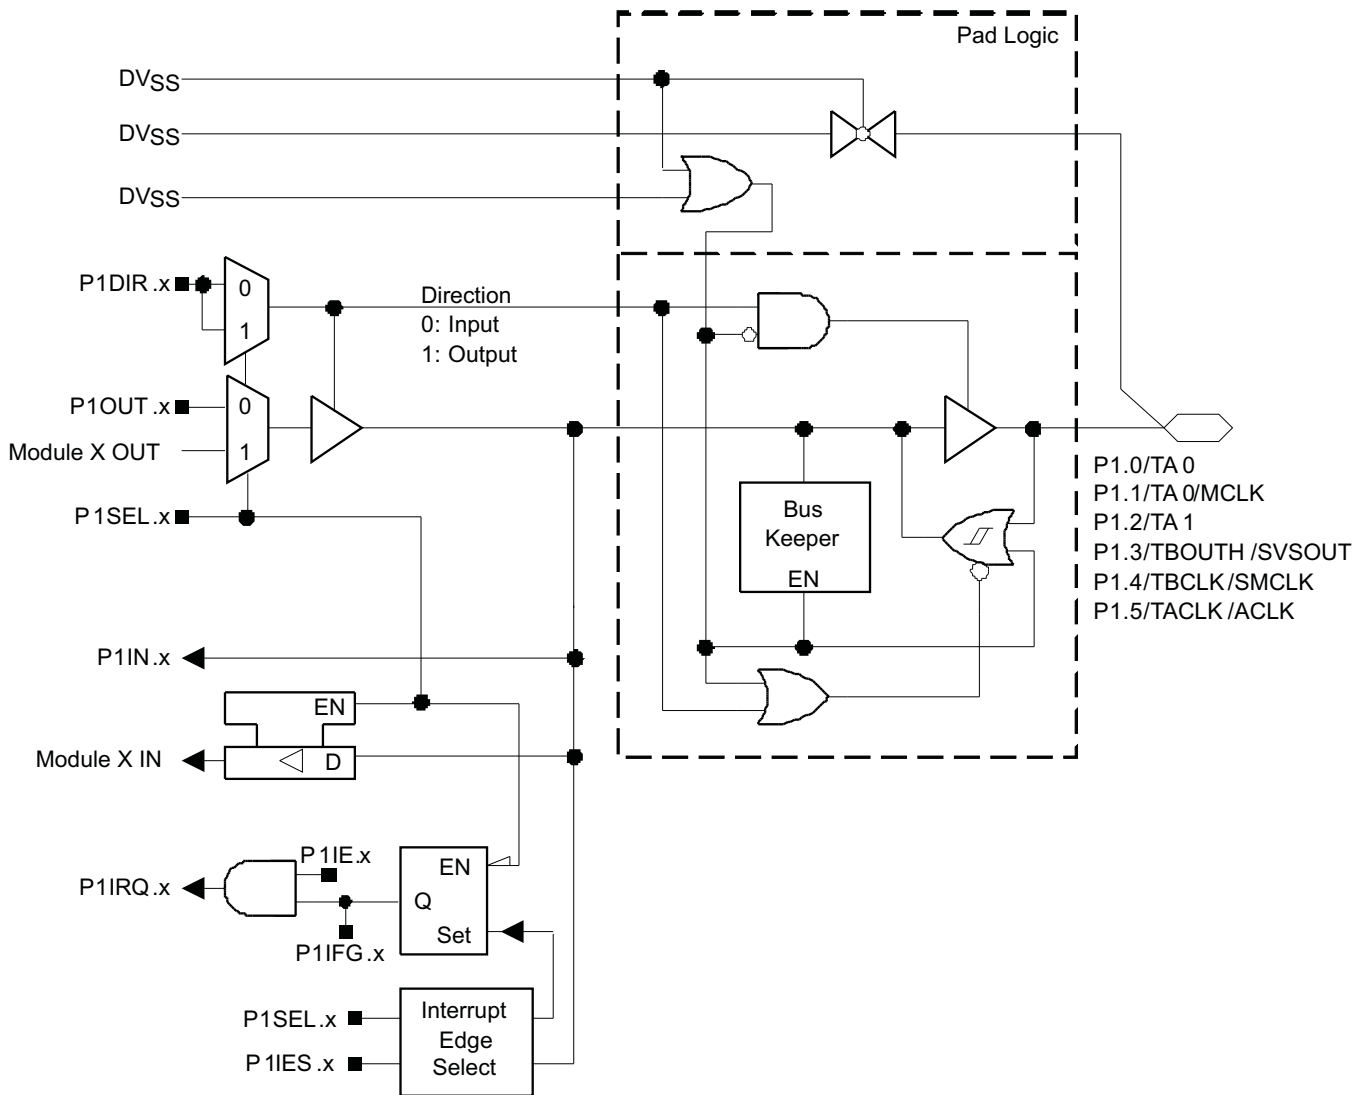 Pad Logic
DVSS
DVSS
DVSS
P1DIR.x
0
1
Direction
0: Input
1: Output
P1OUT.x
0
Module X OUT
1
P1SEL.x
Bus
Keeper
EN
P1.0/TA0
P1.1/TA0/MCLK
P1.2/TA1
P1.3/TBOUTH/SVSOUT
P1.4/TBCLK/SMCLK
P1.5/TACLK/ACLK
P1IN.x
EN
Module X IN
D
P1IE.x
EN
P1IRQ.x
Q
Set
P1IFG.x
P1SEL.x
P1IES.x
Interrupt
Edge
Select